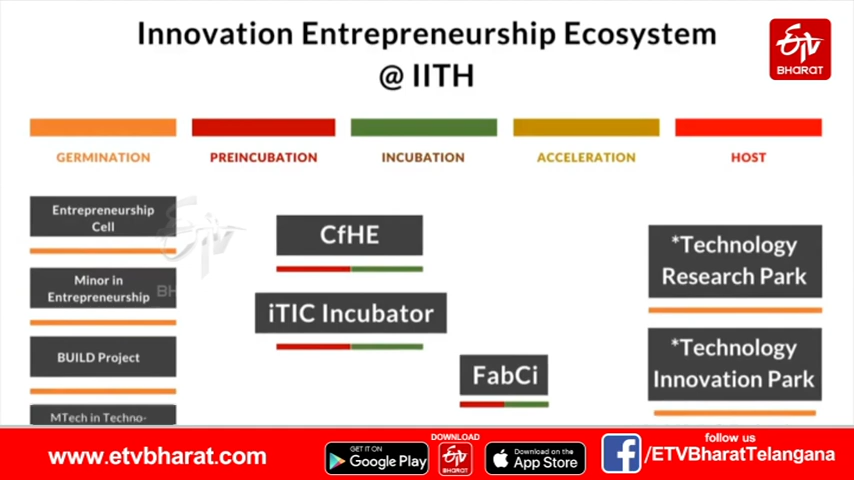 Innovation Entrepreneurship Ecosystem
@ IITH
ETV
BHARAT
GERMINATION
PREINCUBATION
INCUBATION
ACCELERATION
HOST
Entrepreneurship
Cell
Minor in
Entrepreneurship
BUILD Project
MTech in Techno-
CfHE
iTIC Incubator
FabCi
*Technology
Research Park
*Technology
Innovation Park
www.etvbharat.com
GET IT ON
Google Play
DOWNLOAD
ETV
BHARAT
Download on the
App Store
follow us
/ETVBharatTelangana